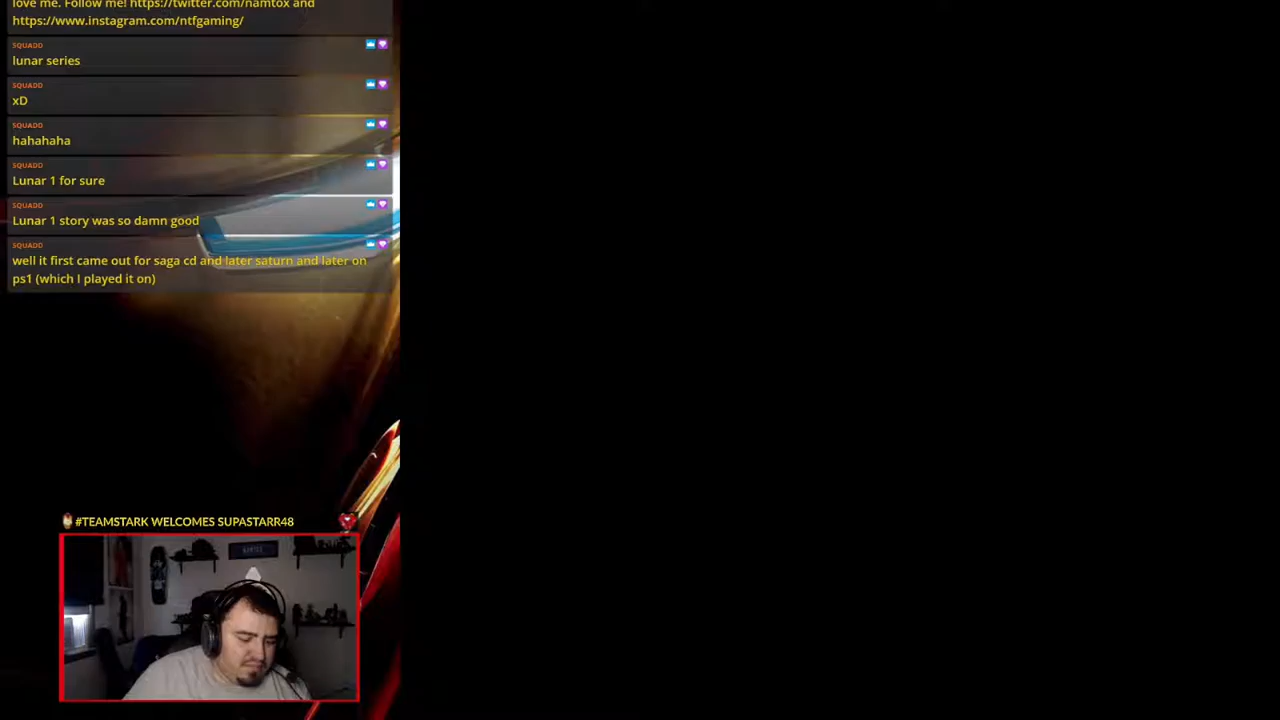 love me. Follow me! https://twitter.com/namtox and
https://www.instagram.com/ntfgaming/
SQUADD
lunar series
SQUADD
xD
SQUADD
hahahaha
SQUADD
Lunar 1 for sure
SQUADD
Lunar 1 story was so damn good
SQUADD
well it first came out for saga cd and later saturn and later on
ps1 (which I played it on)
#TEAMSTARK WELCOMES SUPASTARR48